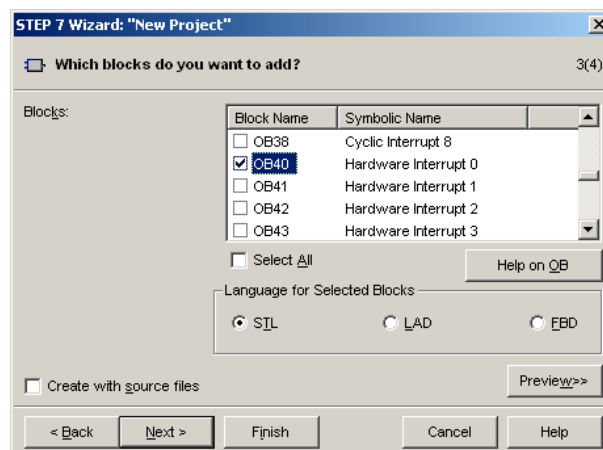 STEP 7 Wizard: "New Project"
Which blocks do you want to add? 3(4)
Blocks:
Block Name Symbolic Name
OB38 Cyclic Interrupt 8
OB40 Hardware Interrupt 0
OB41 Hardware Interrupt 1
OB42 Hardware Interrupt 2
OB43 Hardware Interrupt 3
Select All
Help on OB
Language for Selected Blocks
STL LAD FBD
Create with source files
Preview>>
< Back Next > Finish Cancel Help